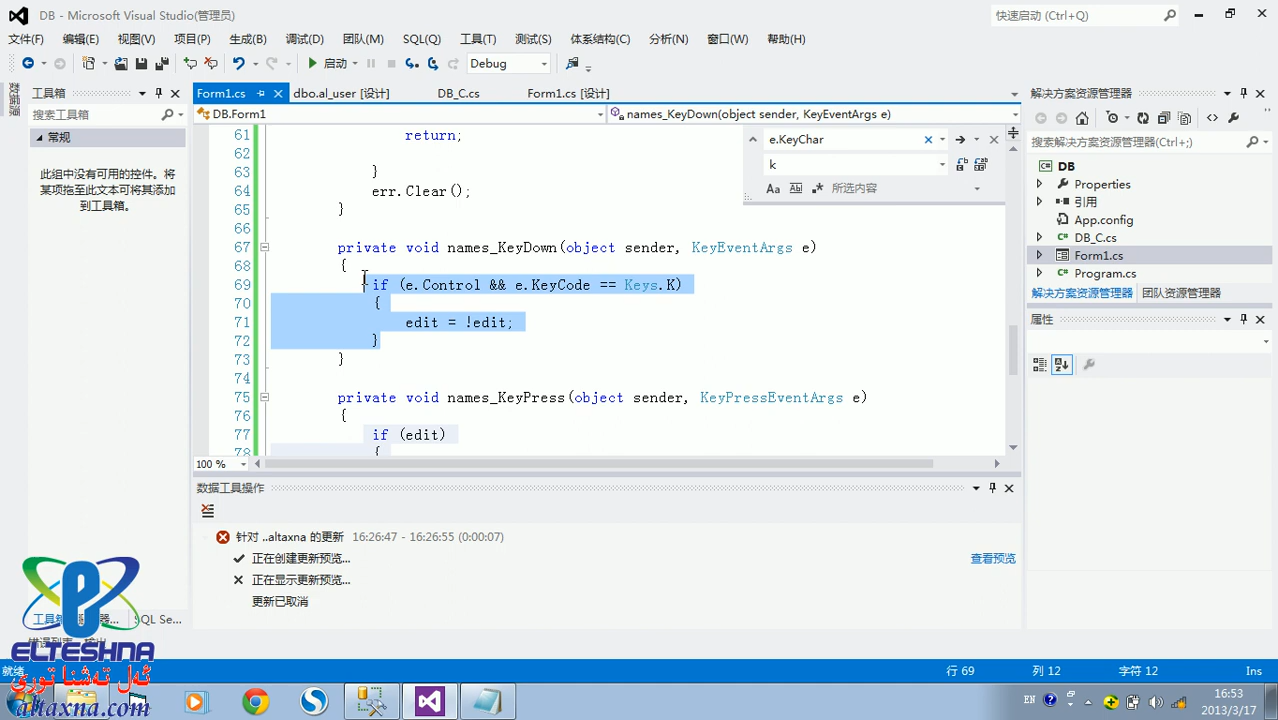 DB - Microsoft Visual Studio(管理员)
快速启动 (Ctrl+Q)
文件(F) 编辑(E) 视图(V) 项目(P) 生成(B) 调试(D) 团队(M) SQL(Q) 工具(T) 测试(S) 体系结构(C) 分析(N) 窗口(W) 帮助(H)
启动 Debug
工具箱
搜索工具箱
常规
此组中没有可用的控件。将
某项拖至此文本可将其添加
到工具箱。
Form1.cs dbo.al_user [设计] DB_C.cs Form1.cs [设计]
DB.Form1 names_KeyDown(object sender, KeyEventArgs e)
e.KeyChar
k
Aa Ab 所选内容
61 return;
62
63 }
64 err.Clear();
65 }
66
67 private void names_KeyDown(object sender, KeyEventArgs e)
68 {
69 if (e.Control && e.KeyCode == Keys.K)
70 {
71 edit = !edit;
72 }
73 }
74
75 private void names_KeyPress(object sender, KeyPressEventArgs e)
76 {
77 if (edit)
78 {
100 %
数据工具操作
针对 ..altaxna 的更新 16:26:47 - 16:26:55 (0:00:07)
正在创建更新预览... 查看预览
正在显示更新预览...
更新已取消
解决方案资源管理器
搜索解决方案资源管理器(Ctrl+;)
DB
Properties
引用
App.config
DB_C.cs
Form1.cs
Program.cs
解决方案资源管理器 团队资源管理器
属性
SQL Se...
ELTESHNA
ئەل تەشنا تورى
altaxna.com
就绪
行 69 列 12 字符 12 Ins
EN
16:53
2013/3/17